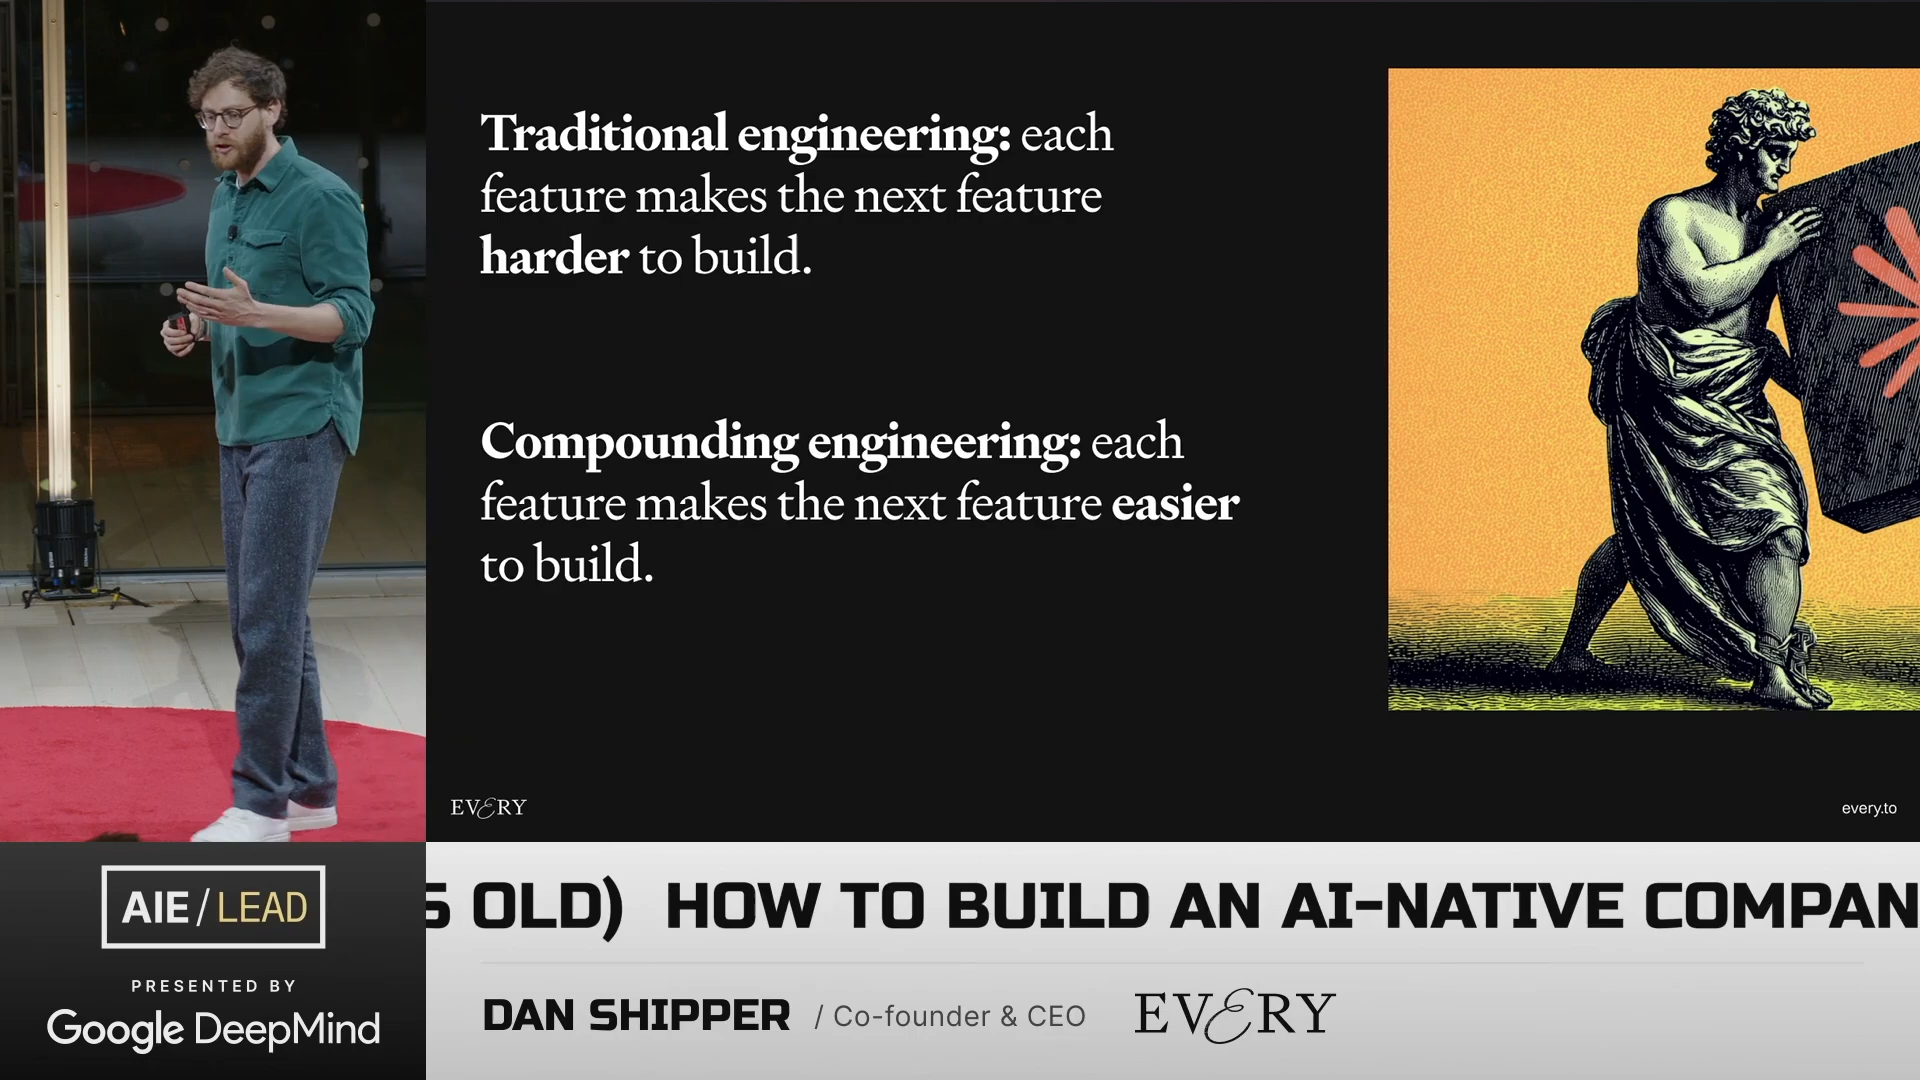 Traditional engineering: each
feature makes the next feature
harder to build.
Compounding engineering: each
feature makes the next feature easier
to build.
EVERY
every.to
AIE/LEAD
PRESENTED BY
Google DeepMind
OLD) HOW TO BUILD AN AI-NATIVE COMPAN
DAN SHIPPER / Co-founder & CEO EVERY